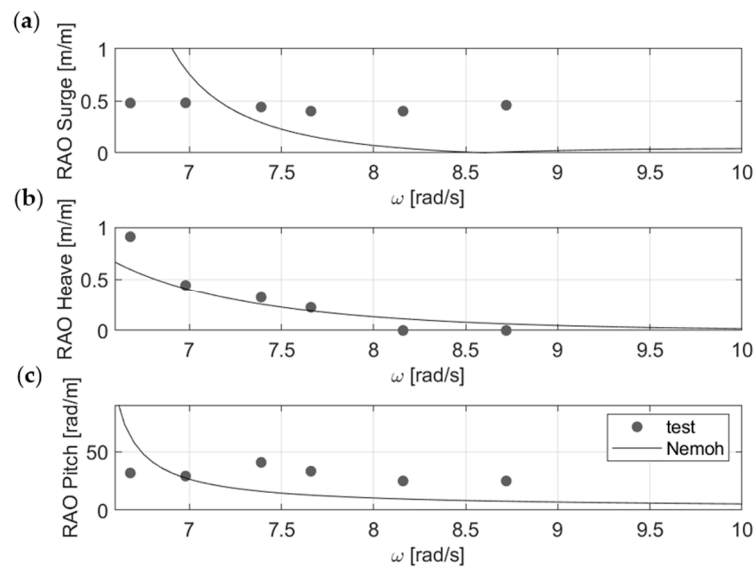 (a)
RAO Surge [m/m]
1
0.5
0
7 7.5 8 8.5 9 9.5 10
ω [rad/s]
(b)
RAO Heave [m/m]
1
0.5
0
7 7.5 8 8.5 9 9.5 10
ω [rad/s]
(c)
RAO Pitch [rad/m]
50
0
7 7.5 8 8.5 9 9.5 10
ω [rad/s]
test
Nemoh